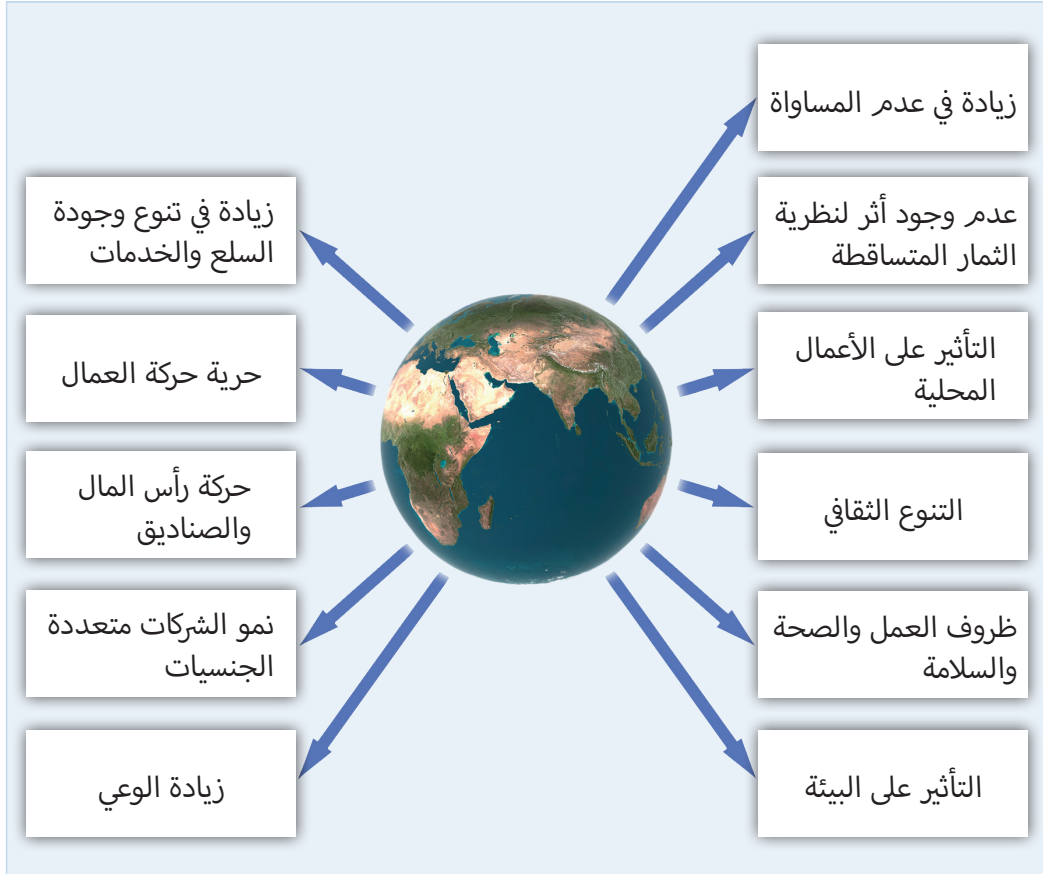 زيادة في عدم المساواة
عدم وجود أثر لنظرية
الثمار المتساقطة
التأثير على الأعمال
المحلية
التنوع الثقافي
ظروف العمل والصحة
والسلامة
التأثير على البيئة
زيادة في تنوع وجودة
السلع والخدمات
حرية حركة العمال
حركة رأس المال
والصناديق
نمو الشركات متعددة
الجنسيات
زيادة الوعي